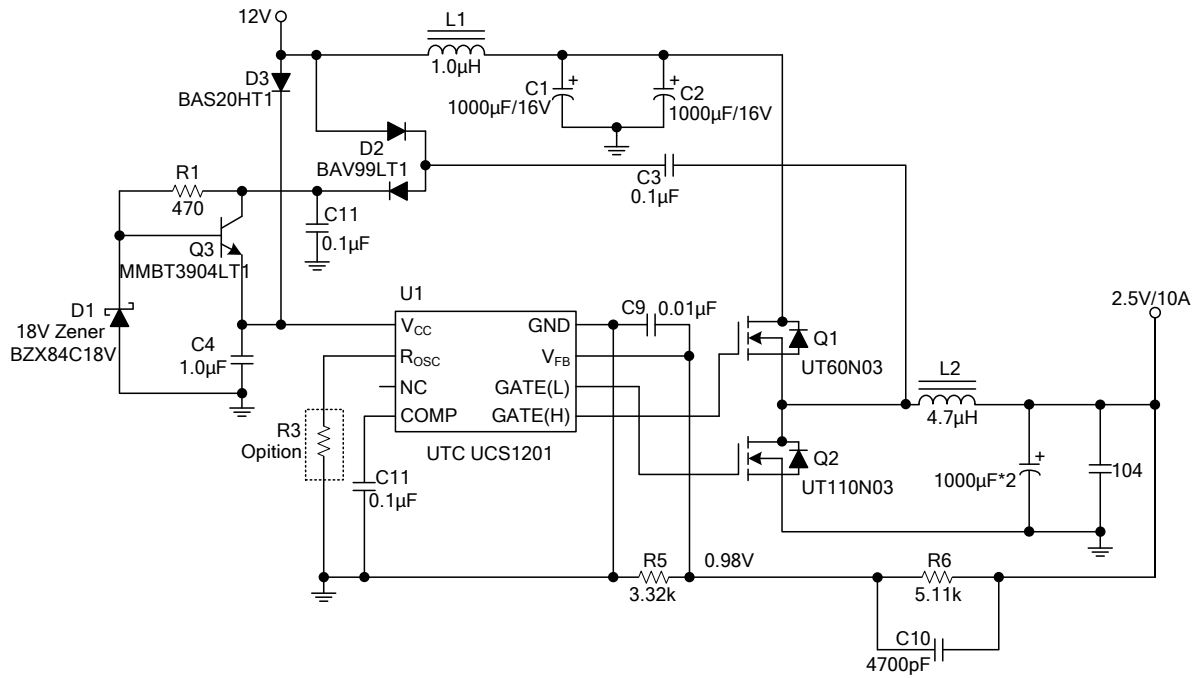 12V
L1
1.0µH
D3
BAS20HT1
C1
1000µF/16V
C2
1000µF/16V
D2
BAV99LT1
R1
470
C3
0.1µF
C11
0.1µF
Q3
MMBT3904LT1
D1
18V Zener
BZX84C18V
C4
1.0µF
U1
VCC
ROSC
NC
COMP
GND
VFB
GATE(L)
GATE(H)
UTC UCS1201
C9 0.01µF
Q1
UT60N03
2.5V/10A
L2
4.7µH
R3
Opition
C11
0.1µF
Q2
UT110N03
1000µF*2
104
R5
3.32k
0.98V
R6
5.11k
C10
4700pF